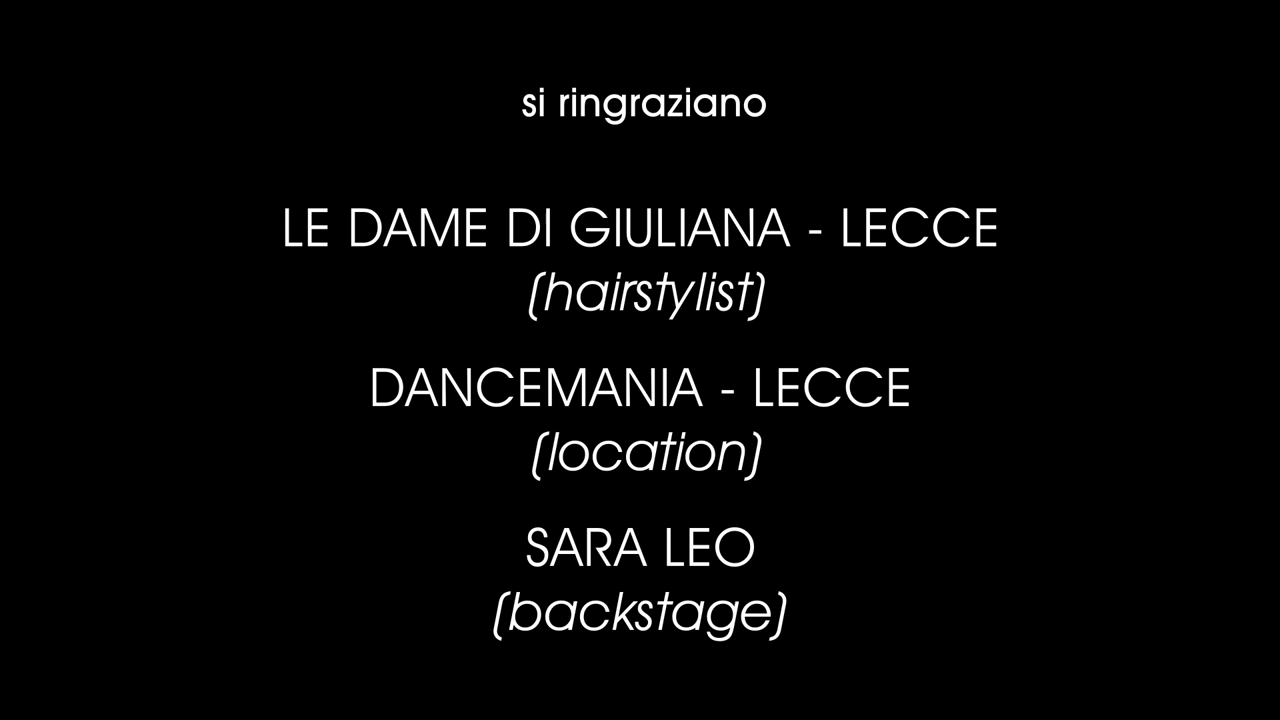 si ringraziano
LE DAME DI GIULIANA - LECCE
(hairstylist)
DANCEMANIA - LECCE
(location)
SARA LEO
(backstage)